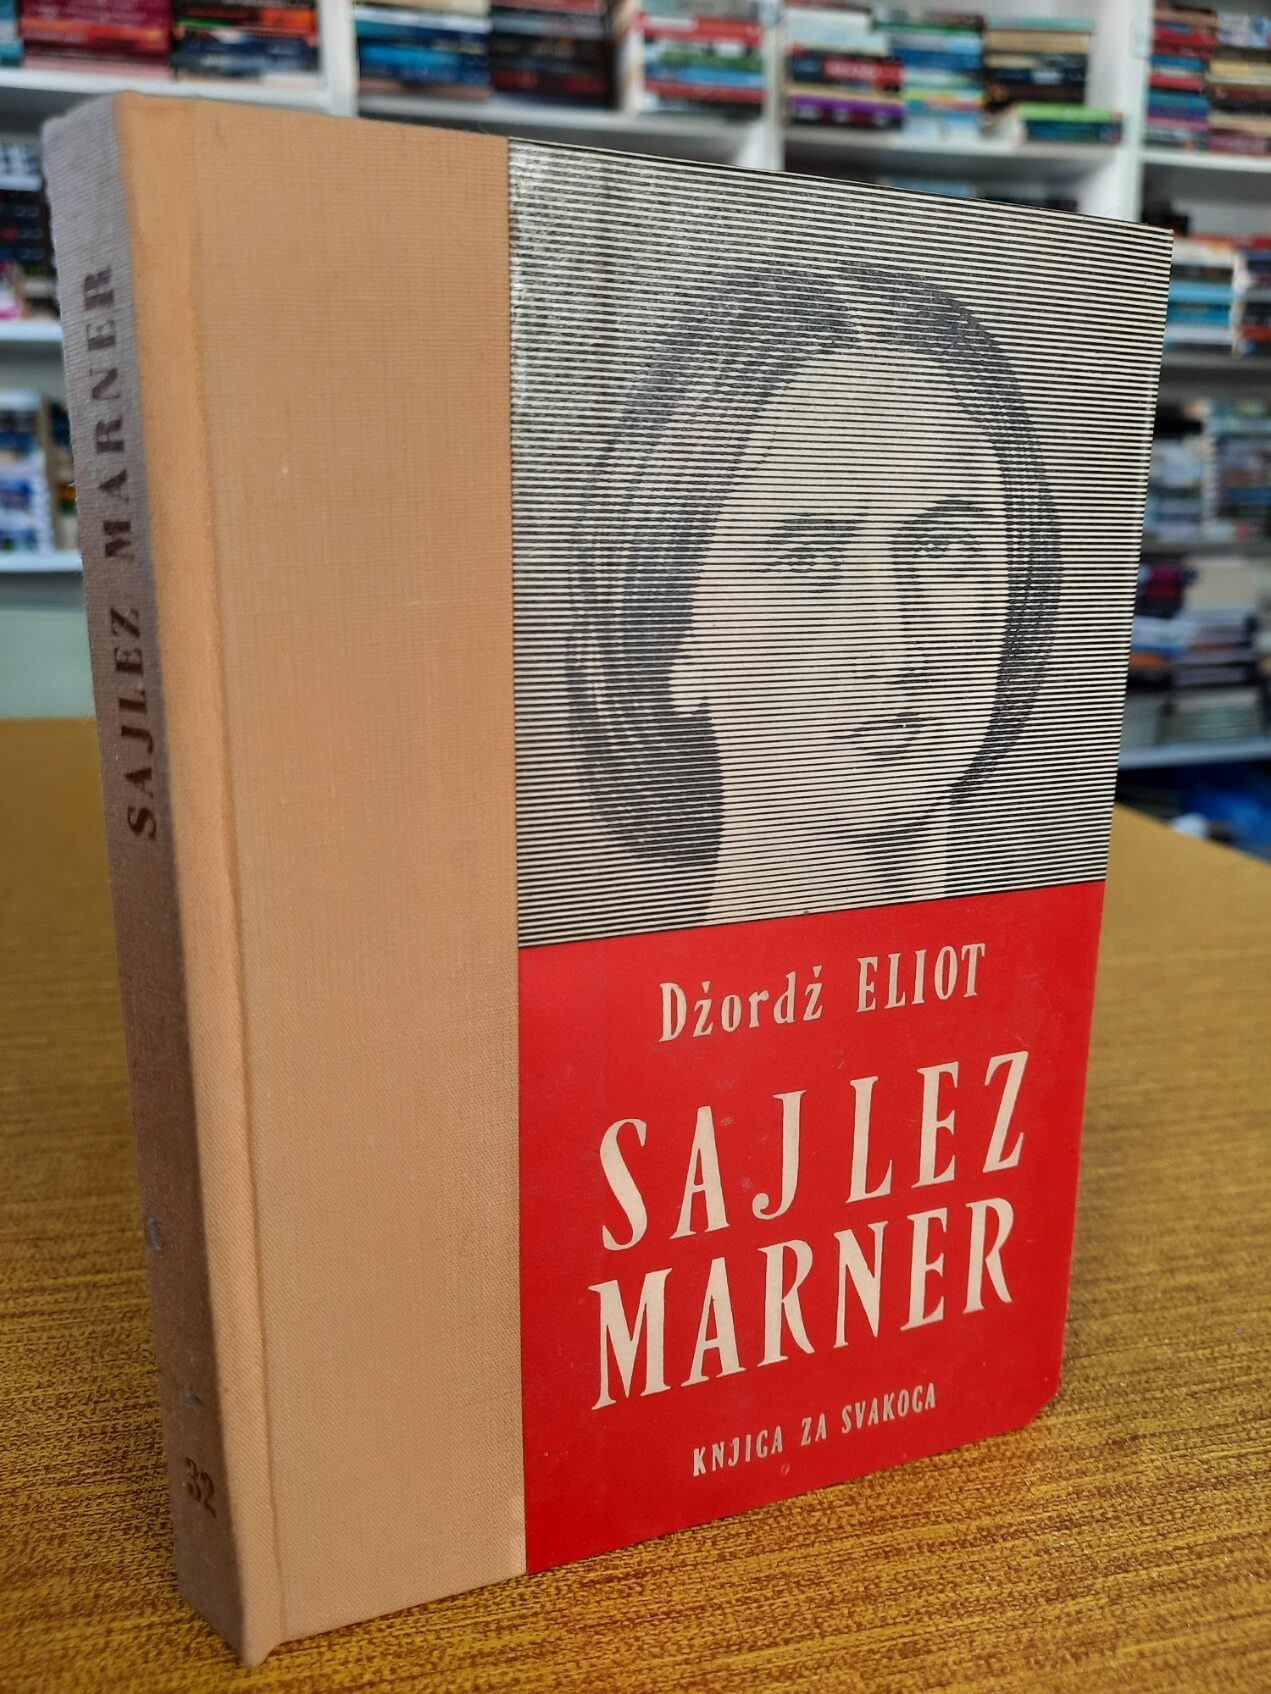 SAJLEZ MARNER
32
Dżordż ELIOT
SAJLEZ
MARNER
KNJIGA ZA SVAKOGA